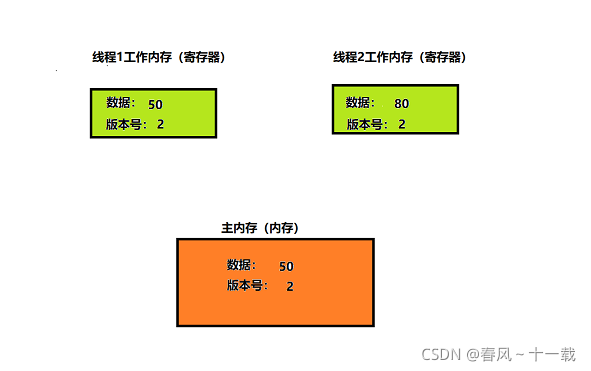 线程1工作内存（寄存器）
线程2工作内存（寄存器）
数据： 50
版本号： 2
数据： 80
版本号： 2
主内存（内存）
数据： 50
版本号： 2
CSDN @春风～十一载